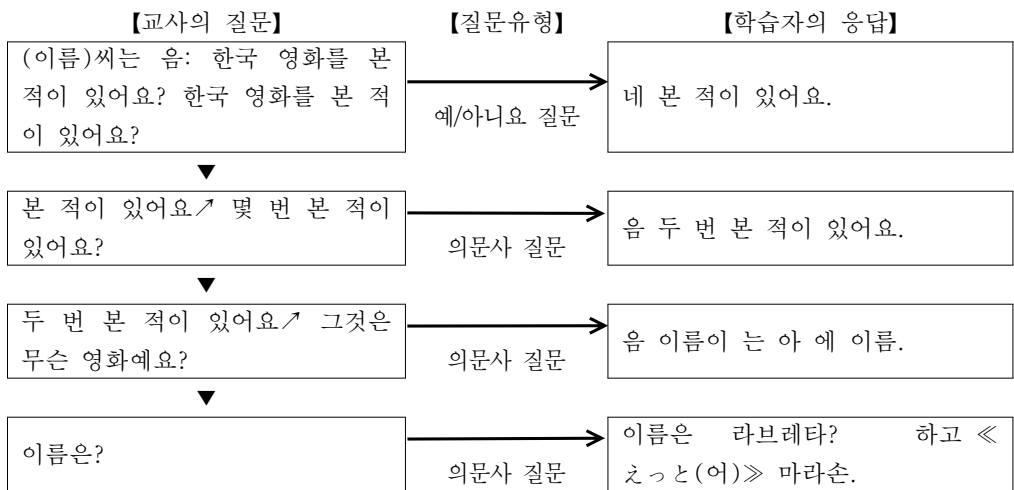 【교사의 질문】 【질문유형】 【학습자의 응답】
(이름)씨는 음: 한국 영화를 본
적이 있어요? 한국 영화를 본 적
이 있어요?
예/아니요 질문
네 본 적이 있어요.
▼
본 적이 있어요↗ 몇 번 본 적이
있어요?
의문사 질문
음 두 번 본 적이 있어요.
▼
두 번 본 적이 있어요↗ 그것은
무슨 영화예요?
의문사 질문
음 이름이 는 아 에 이름.
▼
이름은?
의문사 질문
이름은 라브레타? 하고 ≪
えっと(어)≫ 마라손.